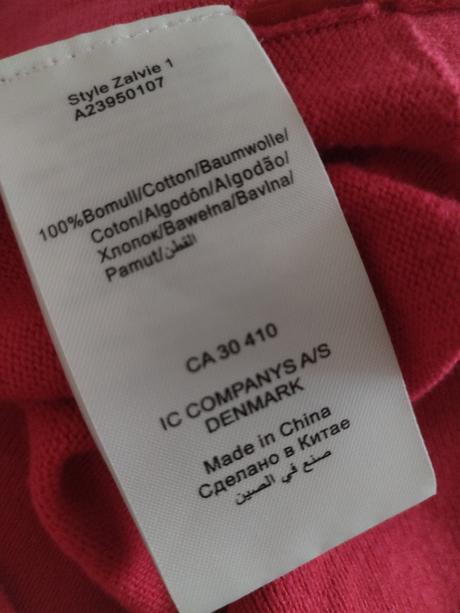 Style Zalvie 1
A23950107
100%Bomull/Cotton/Baumwolle/
Coton/Algodón/Algodão/
Хлопок/Bawełna/Bavlna/
Pamut/القطن
CA 30 410
IC COMPANYS A/S
DENMARK
Made in China
Сделано в Китае
صنع في الصين